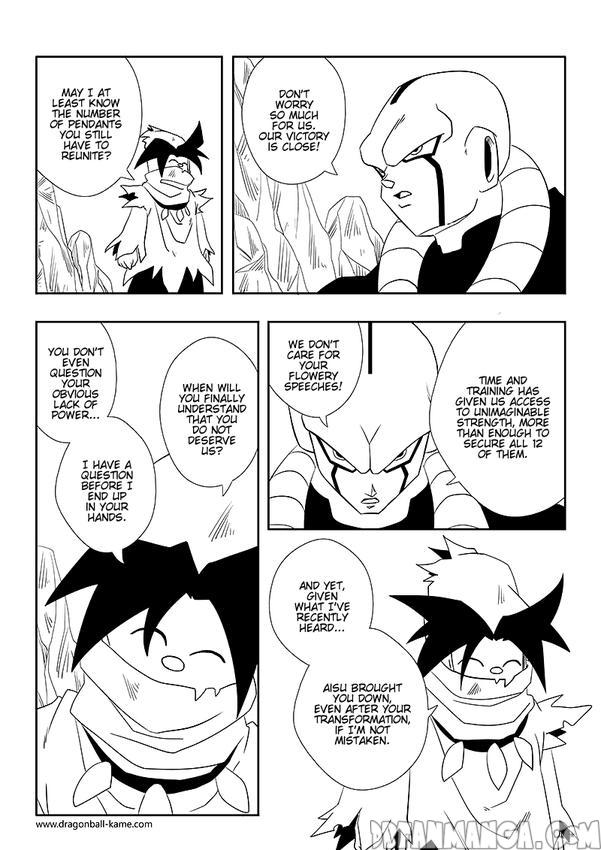 MAY I AT
LEAST KNOW
THE NUMBER
OF PENDANTS
YOU STILL
HAVE TO
REUNITE?
DON'T
WORRY
SO MUCH
FOR US.
OUR VICTORY
IS CLOSE!
YOU DON'T
EVEN
QUESTION
YOUR
OBVIOUS
LACK OF
POWER...
WHEN WILL
YOU FINALLY
UNDERSTAND
THAT YOU
DO NOT
DESERVE
US?
I HAVE A
QUESTION
BEFORE I
END UP
IN YOUR
HANDS.
WE DON'T
CARE FOR
YOUR
FLOWERY
SPEECHES!
TIME AND
TRAINING HAS
GIVEN US ACCESS
TO UNIMAGINABLE
STRENGTH, MORE
THAN ENOUGH TO
SECURE ALL 12
OF THEM.
AND YET,
GIVEN
WHAT I'VE
RECENTLY
HEARD...
AISU BROUGHT
YOU DOWN,
EVEN AFTER YOUR
TRANSFORMATION,
IF I'M NOT
MISTAKEN.
www.dragonball-kame.com
DBFANMANGA.COM